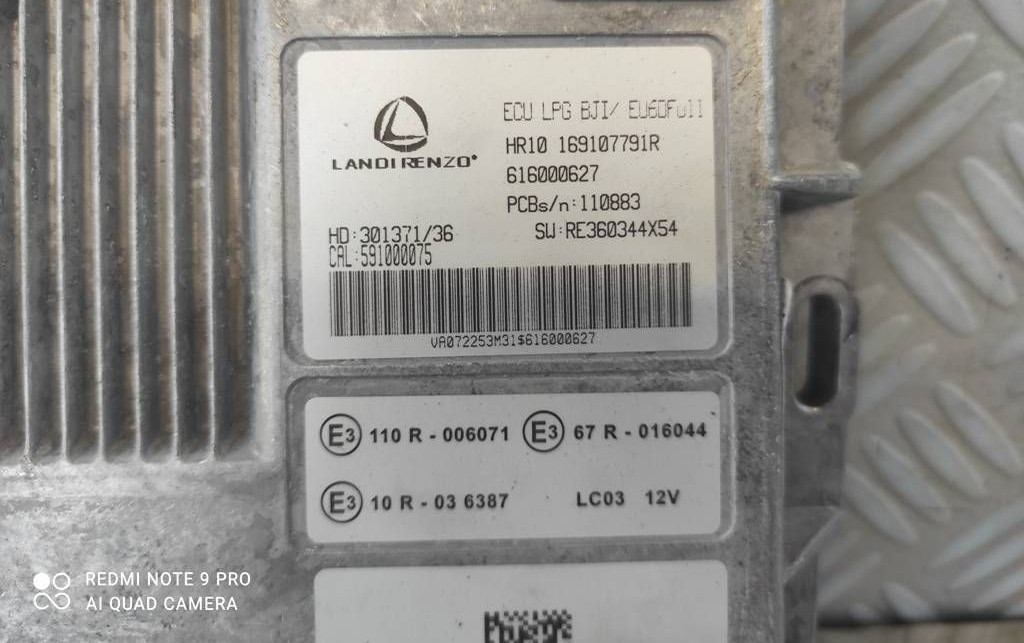 ECU LPG BJI/ EU6DFull
HR10 169107791R
LANDIRENZO®
616000627
PCBs/n:110883
HD:301371/36
SW:RE360344X54
CAL:591000075
VA072253M31$616000627
E3 110 R - 006071 E3 67 R - 016044
E3 10 R - 03 6387 LC03 12V
REDMI NOTE 9 PRO
AI QUAD CAMERA